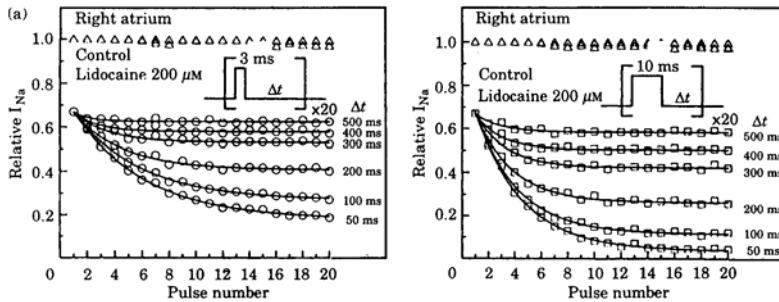 (a)
Right atrium
1.0
Control
3 ms
Lidocaine 200 μM
Δt
x20
Δt
0.8
0.6
0.4
0.2
Relative I_Na
500 ms
400 ms
300 ms
200 ms
100 ms
50 ms
0 2 4 6 8 10 12 14 16 18 20
Pulse number
Right atrium
1.0
10 ms
Control
Lidocaine 200 μM
Δt
x20
Δt
0.8
0.6
0.4
0.2
Relative I_Na
500 ms
400 ms
300 ms
200 ms
100 ms
50 ms
0 2 4 6 8 10 12 14 16 18 20
Pulse number